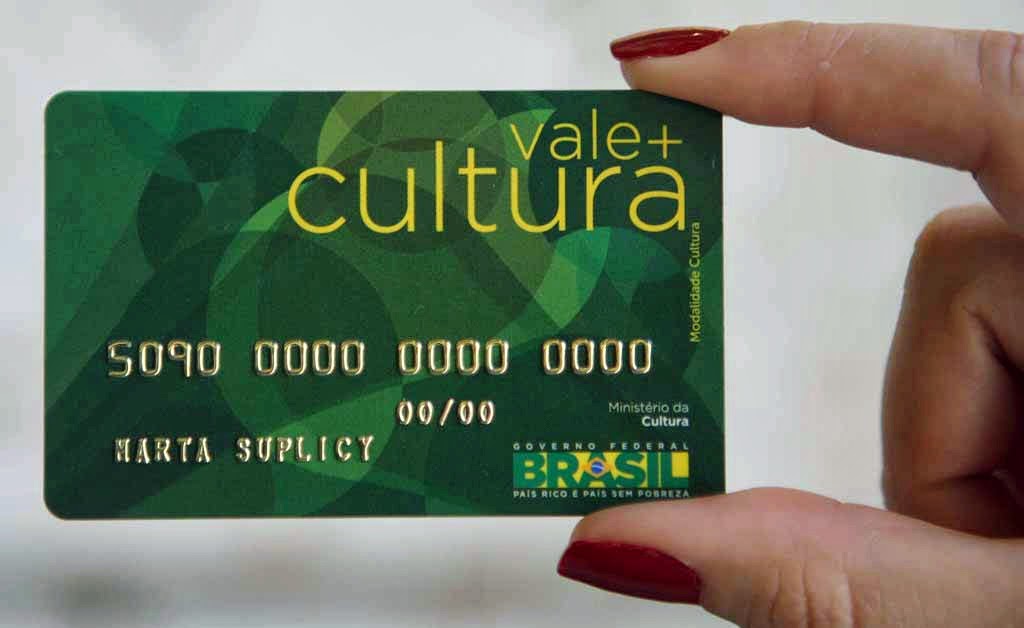 vale+
cultura
Modalidade Cultura
5090 0000 0000 0000
00/00
MARTA SUPLICY
Ministério da
Cultura
GOVERNO FEDERAL
BRASIL
PAÍS RICO É PAÍS SEM POBREZA